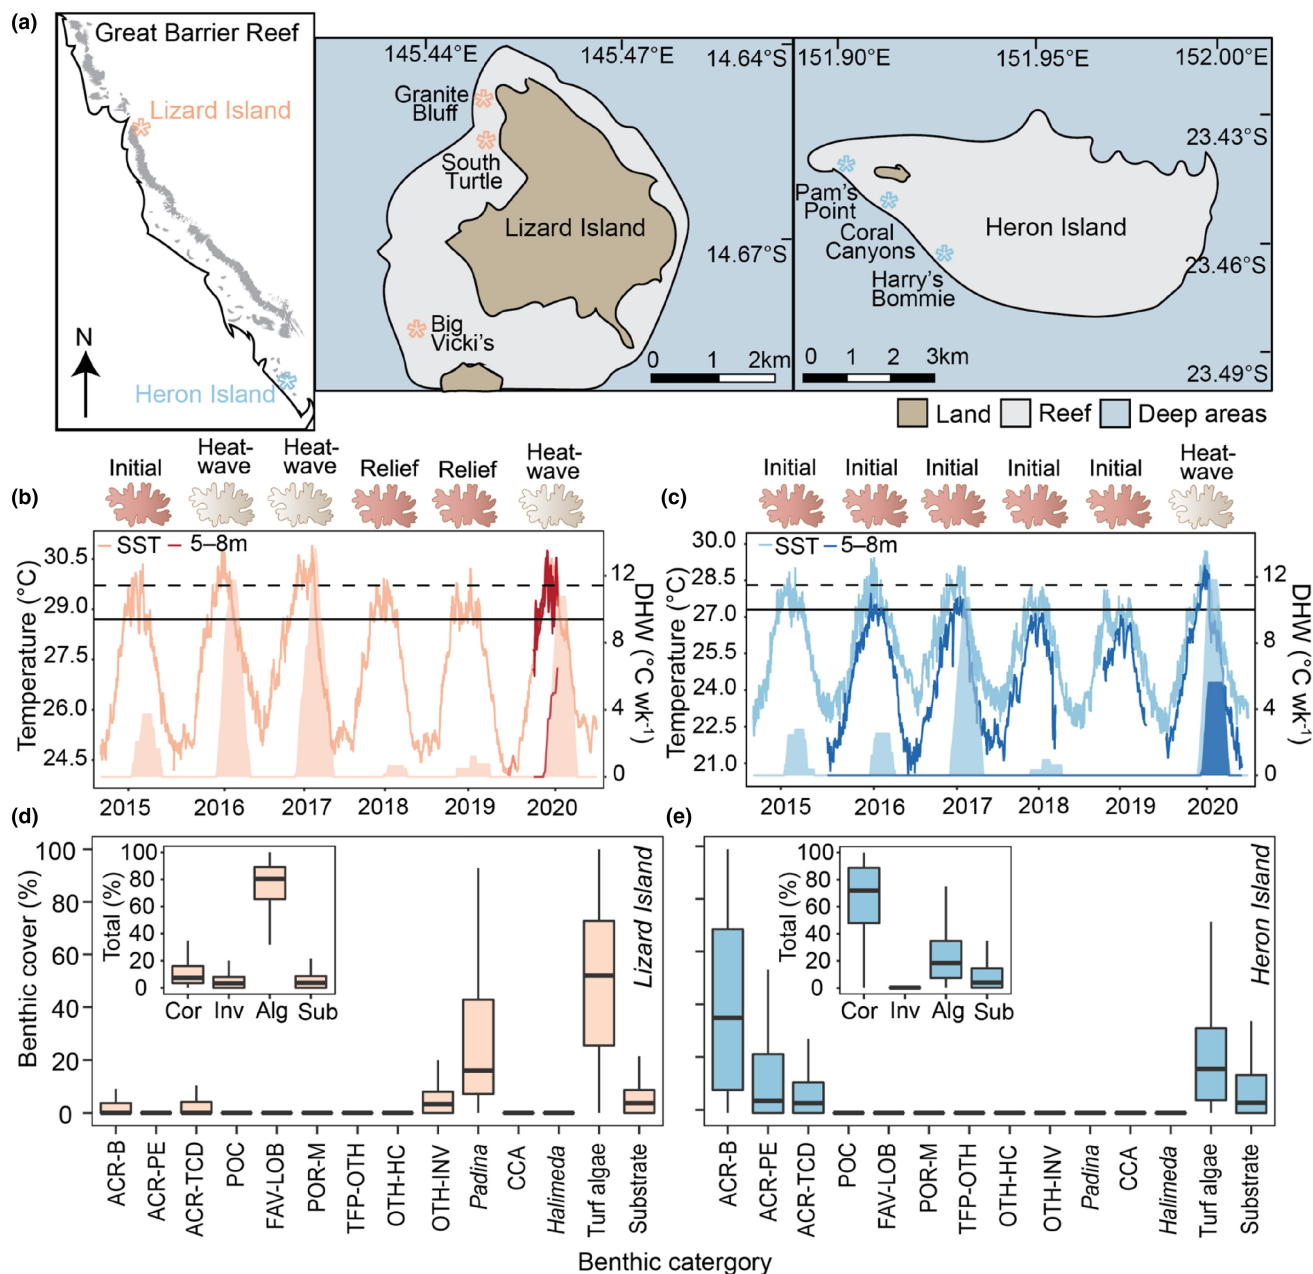 (a)
Great Barrier Reef
Lizard Island
Heron Island
N
145.44°E
145.47°E
14.64°S
14.67°S
Granite
Bluff
South
Turtle
Lizard Island
Big
Vicki's
0 1 2km
151.90°E
151.95°E
152.00°E
23.43°S
23.46°S
23.49°S
Pam's
Point
Coral
Canyons
Harry's
Bommie
Heron Island
0 1 2 3km
Land Reef Deep areas
(b)
Initial
Heat-
wave
Heat-
wave
Relief
Relief
Heat-
wave
SST 5–8m
Temperature (°C)
30.5
29.0
27.5
26.0
24.5
12
8
4
0
DHW (°C wk⁻¹)
2015 2016 2017 2018 2019 2020
(c)
Initial
Initial
Initial
Initial
Initial
Heat-
wave
SST 5–8m
Temperature (°C)
30.0
28.5
27.0
25.5
24.0
22.5
21.0
12
8
4
0
DHW (°C wk⁻¹)
2015 2016 2017 2018 2019 2020
(d)
Benthic cover (%)
100
80
60
40
20
0
Total (%)
100
80
60
40
20
0
Cor Inv Alg Sub
Lizard Island
ACR-B
ACR-PE
ACR-TCD
POC
FAV-LOB
POR-M
TFP-OTH
OTH-HC
OTH-INV
Padina
CCA
Halimeda
Turf algae
Substrate
(e)
Total (%)
100
80
60
40
20
0
Cor Inv Alg Sub
Heron Island
ACR-B
ACR-PE
ACR-TCD
POC
FAV-LOB
POR-M
TFP-OTH
OTH-HC
OTH-INV
Padina
CCA
Halimeda
Turf algae
Substrate
Benthic catergory